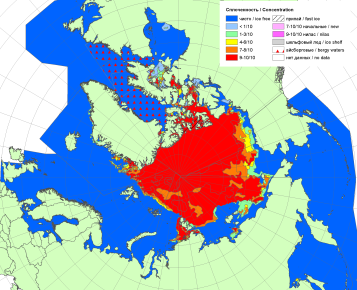 Сплоченность / Concentration
чисто / ice free
< 1/10
1-3/10
4-6/10
7-8/10
9-10/10
припай / fast ice
7-10/10 начальные / new
9-10/10 нилас / nilas
шельфовый лед / ice shelf
айсберговые / bergy waters
нет данных / no data